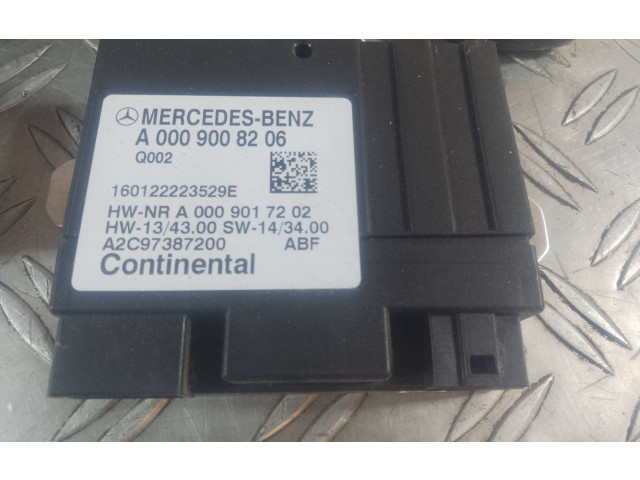 MERCEDES-BENZ
A 000 900 82 06
Q002
160122223529E
HW-NR A 000 901 72 02
HW-13/43.00 SW-14/34.00
A2C97387200 ABF
Continental